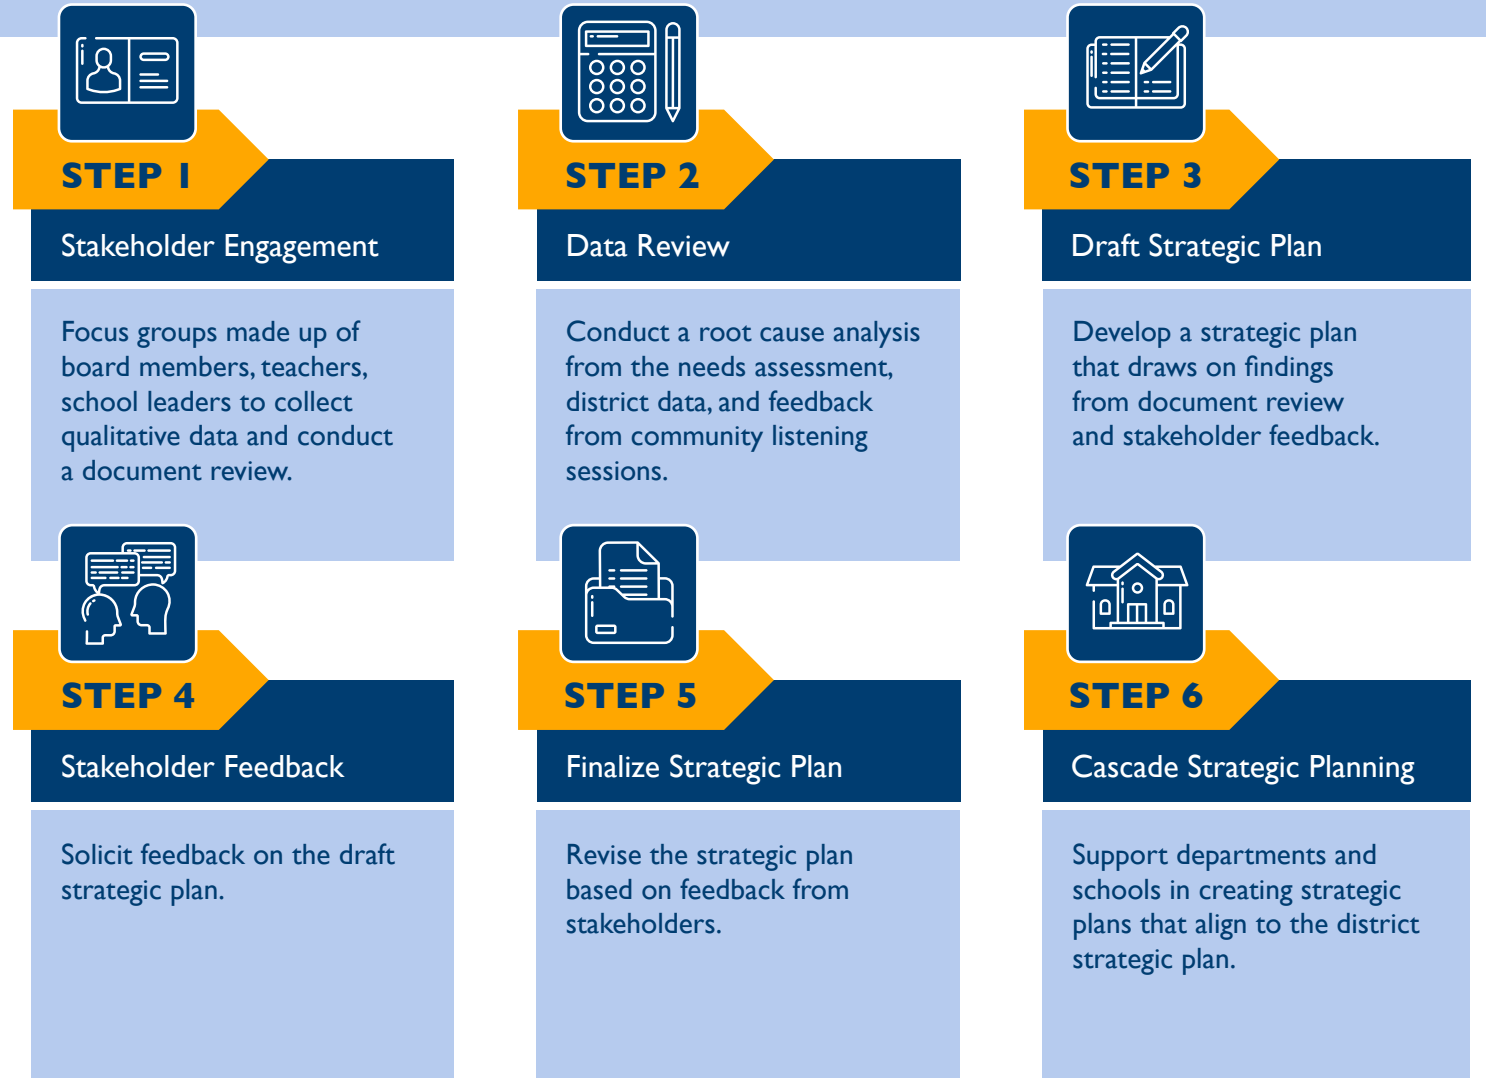 STEP 1
Stakeholder Engagement
Focus groups made up of
board members, teachers,
school leaders to collect
qualitative data and conduct
a document review.
STEP 2
Data Review
Conduct a root cause analysis
from the needs assessment,
district data, and feedback
from community listening
sessions.
STEP 3
Draft Strategic Plan
Develop a strategic plan
that draws on findings
from document review
and stakeholder feedback.
STEP 4
Stakeholder Feedback
Solicit feedback on the draft
strategic plan.
STEP 5
Finalize Strategic Plan
Revise the strategic plan
based on feedback from
stakeholders.
STEP 6
Cascade Strategic Planning
Support departments and
schools in creating strategic
plans that align to the district
strategic plan.